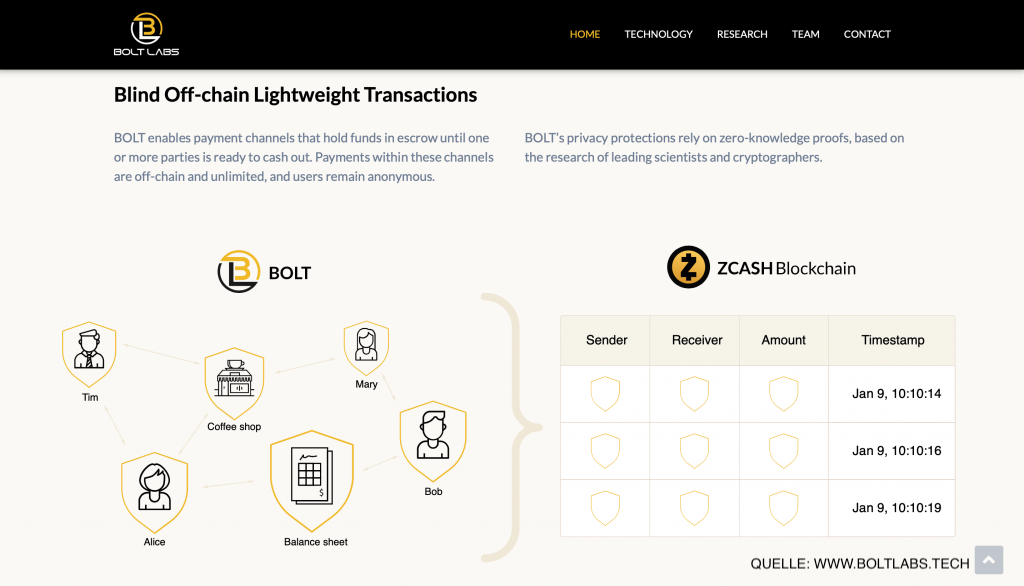 BOLT LABS
HOME TECHNOLOGY RESEARCH TEAM CONTACT
Blind Off-chain Lightweight Transactions
BOLT enables payment channels that hold funds in escrow until one
or more parties is ready to cash out. Payments within these channels
are off-chain and unlimited, and users remain anonymous.
BOLT's privacy protections rely on zero-knowledge proofs, based on
the research of leading scientists and cryptographers.
BOLT
Tim
Coffee shop
Mary
Bob
$
Alice
Balance sheet
ZCASH Blockchain
Sender Receiver Amount Timestamp
Jan 9, 10:10:14
Jan 9, 10:10:16
Jan 9, 10:10:19
QUELLE: WWW.BOLTLABS.TECH